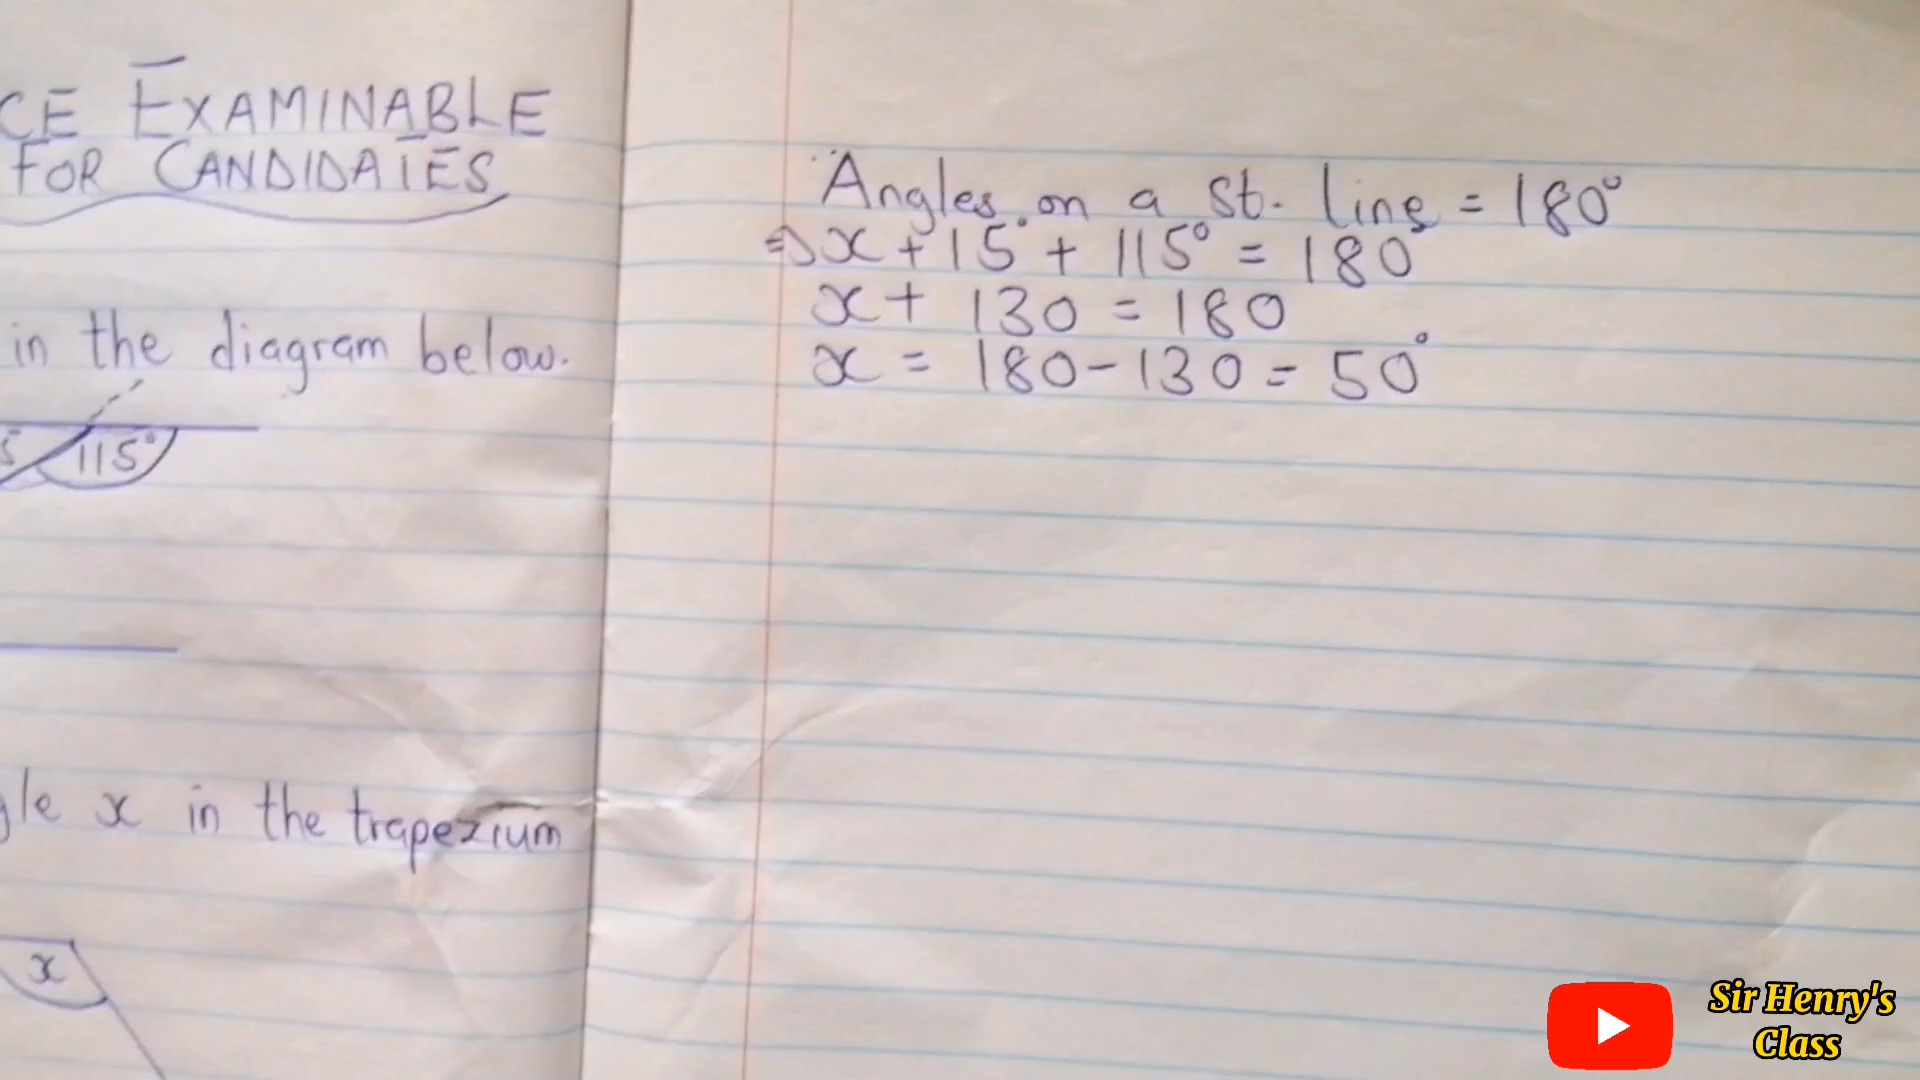 CE EXAMINABLE
FOR CANDIDATES
in the diagram below.
5 115°
gle x in the trapezium
x
Angles on a st. line = 180°
⇒ x + 15° + 115° = 180
x + 130 = 180
x = 180 - 130 = 50°
Sir Henry's
Class